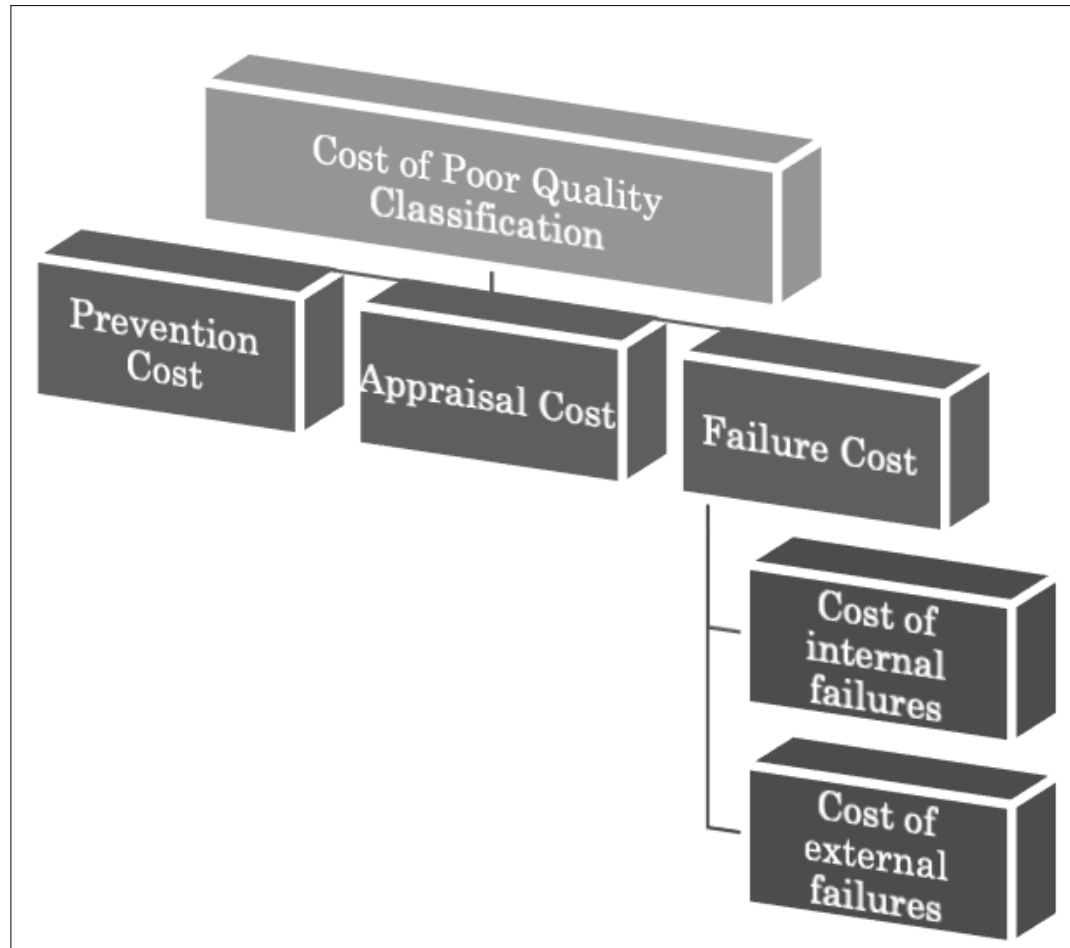 Cost of Poor Quality
Classification
Prevention
Cost
Appraisal Cost
Failure Cost
Cost of
internal
failures
Cost of
external
failures